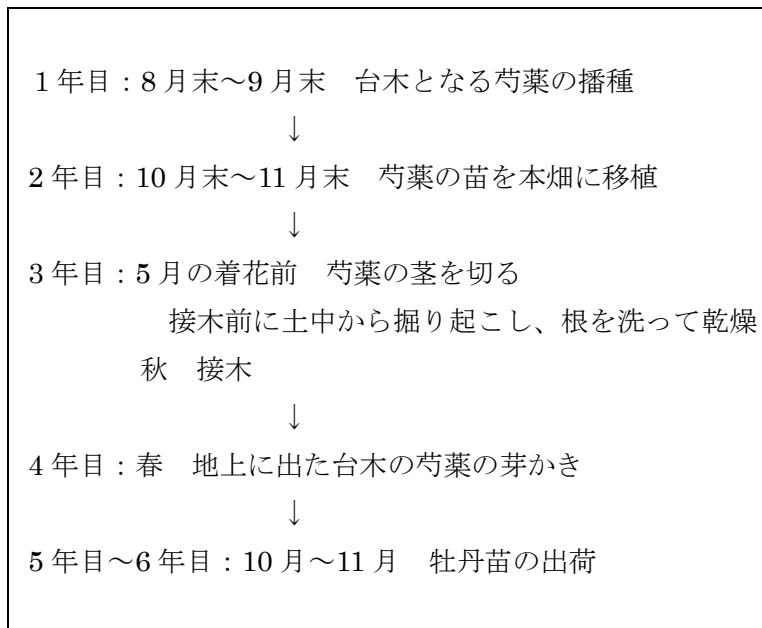 1年目：8月末～9月末　台木となる芍薬の播種
↓
2年目：10月末～11月末　芍薬の苗を本畑に移植
↓
3年目：5月の着花前　芍薬の茎を切る
接木前に土中から掘り起こし、根を洗って乾燥
秋　接木
↓
4年目：春　地上に出た台木の芍薬の芽かき
↓
5年目～6年目：10月～11月　牡丹苗の出荷